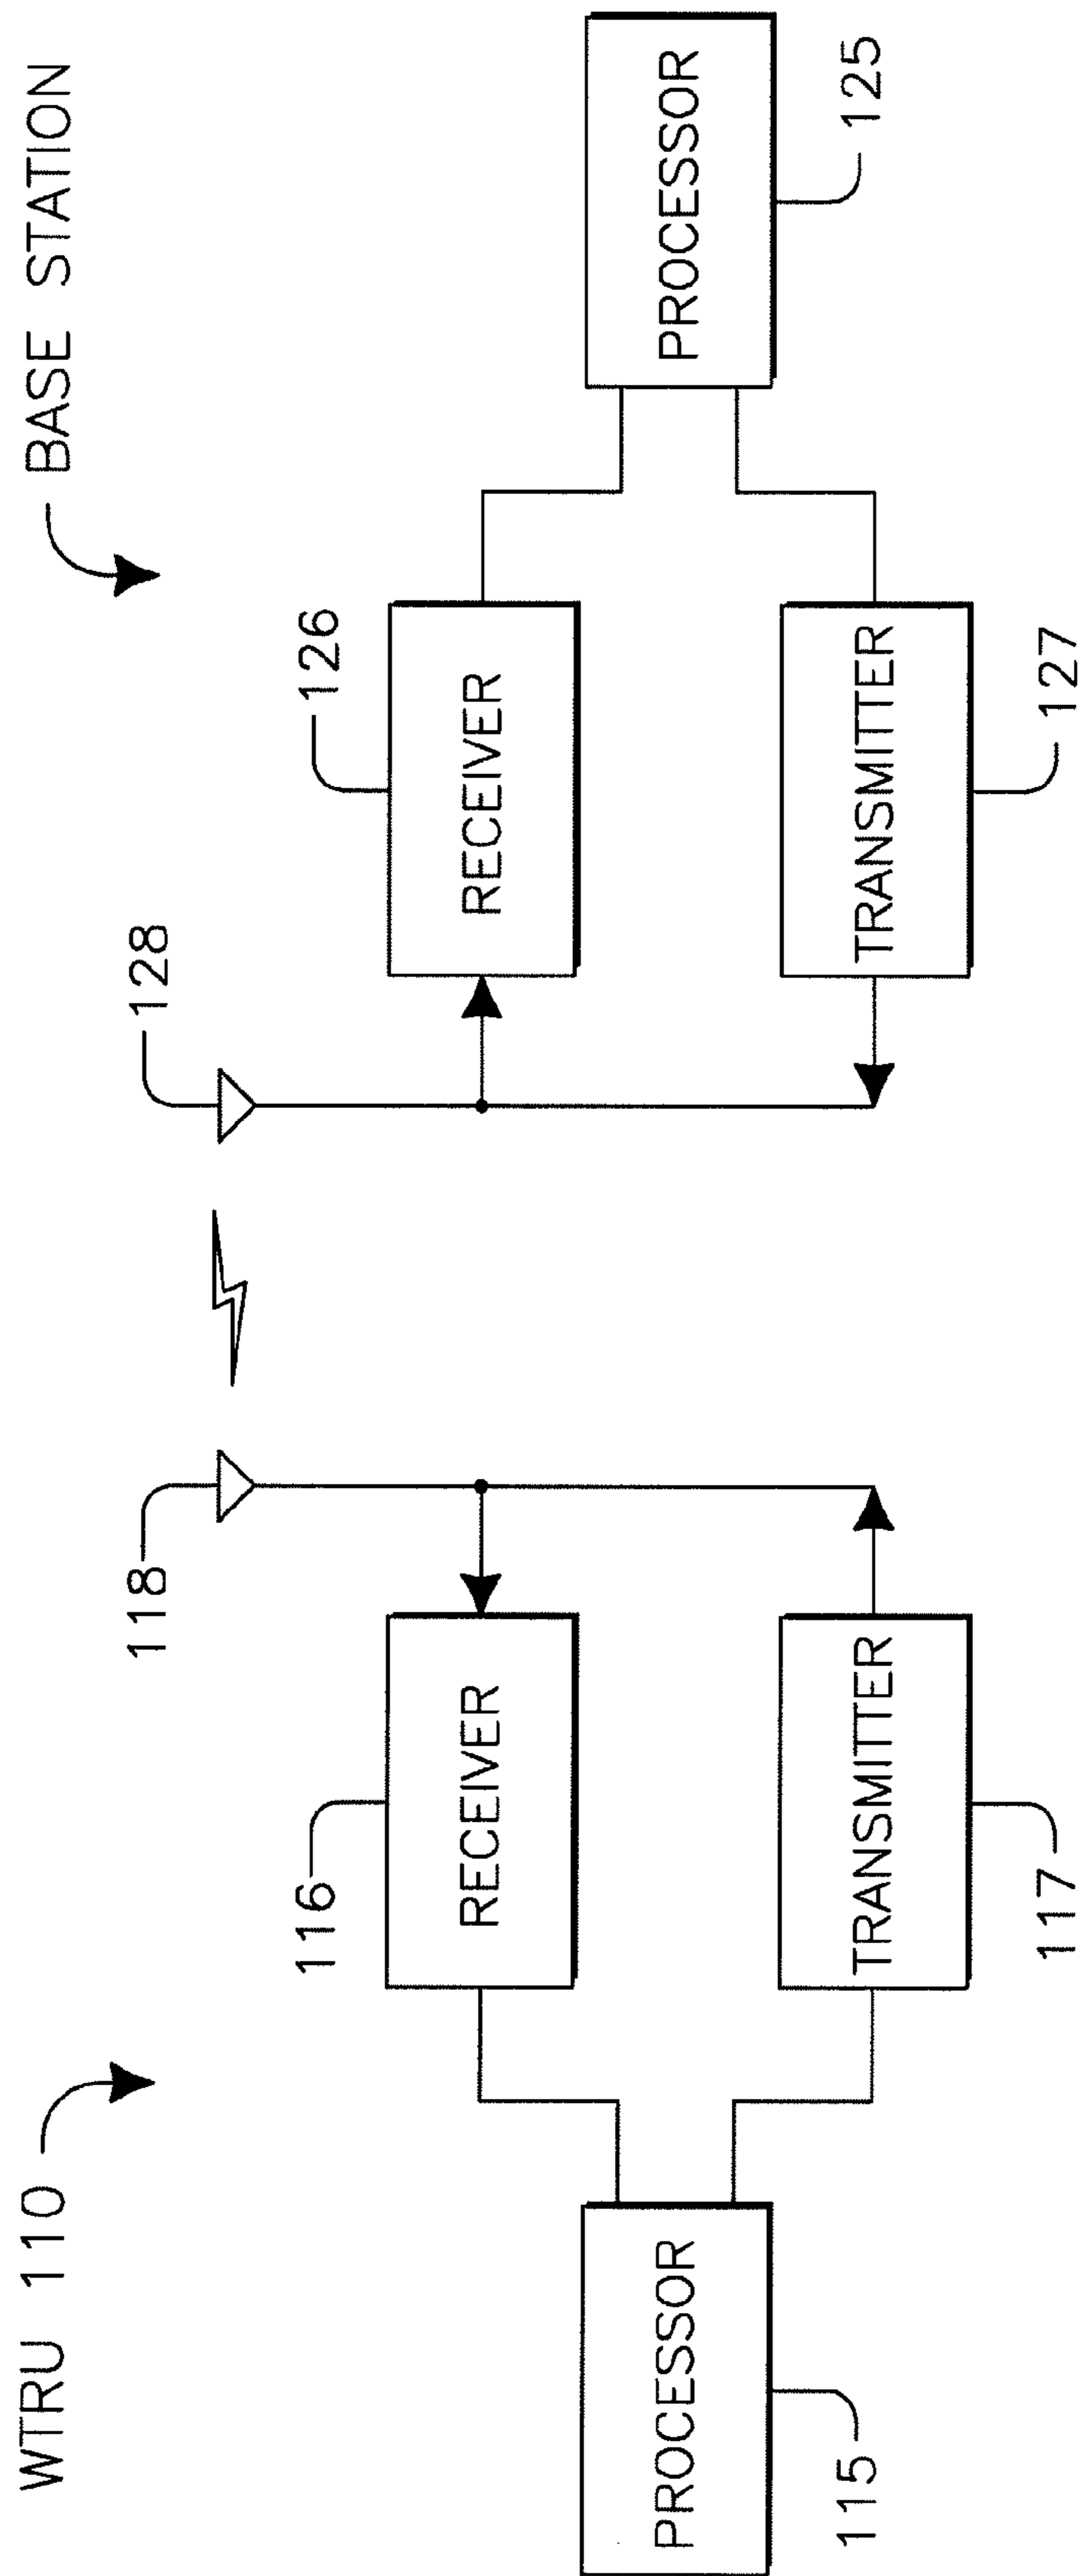 WTRU 110
BASE STATION
118
128
116
126
RECEIVER
RECEIVER
PROCESSOR
PROCESSOR
115
125
TRANSMITTER
TRANSMITTER
117
127